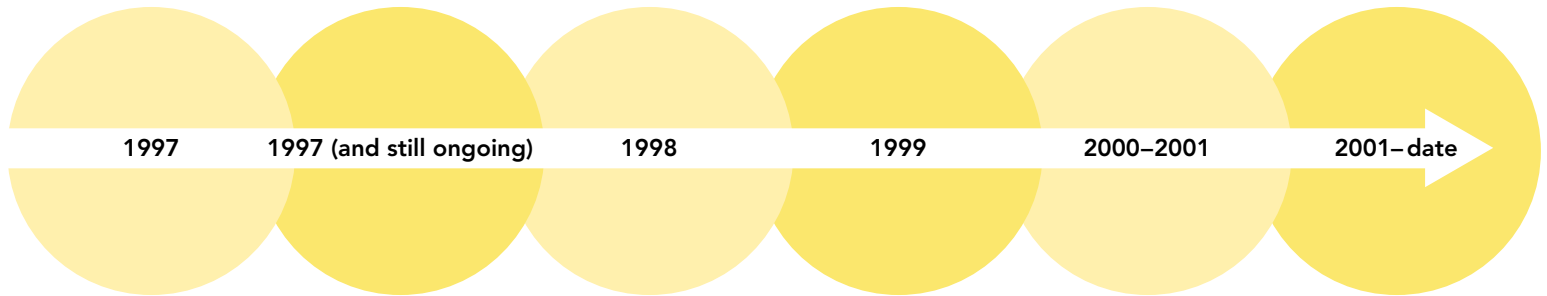 1997
1997 (and still ongoing)
1998
1999
2000–2001
2001–date